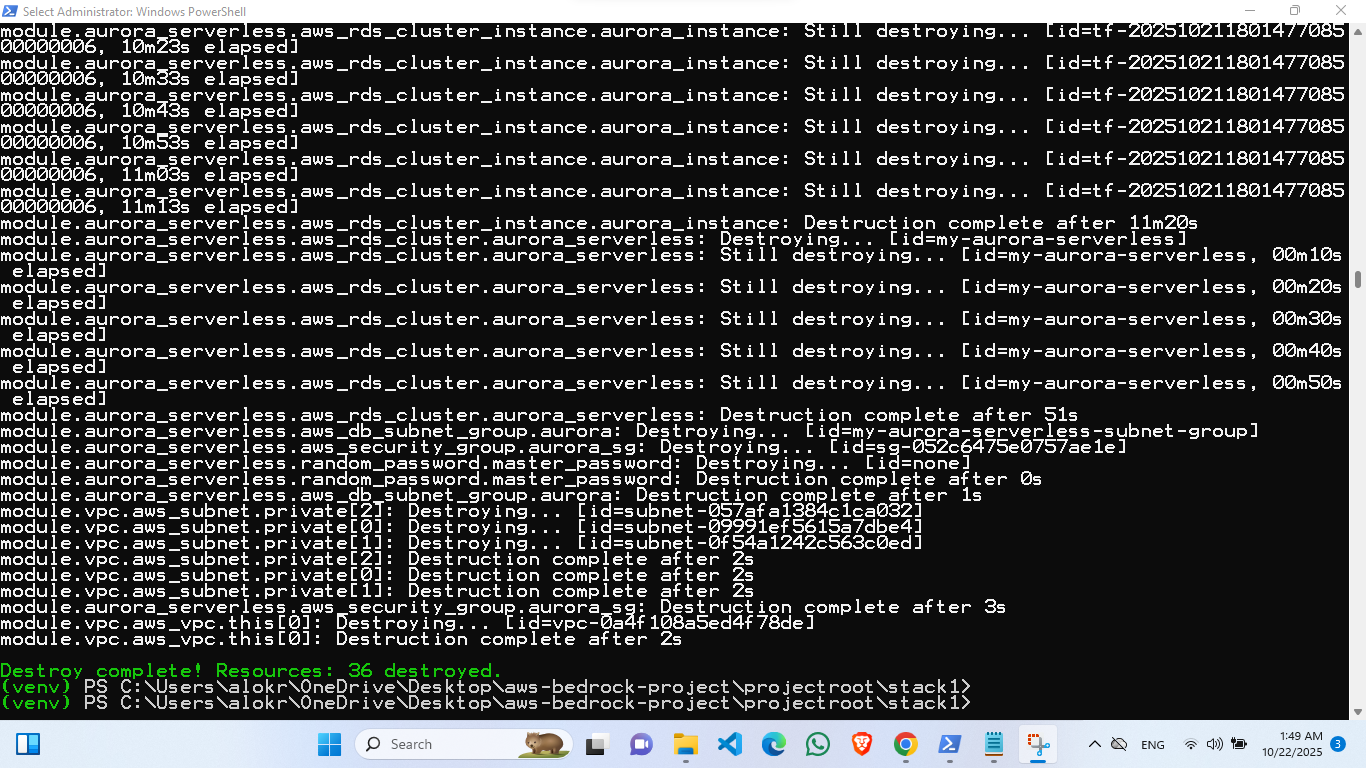 Select Administrator: Windows PowerShell
module.aurora_serverless.aws_rds_cluster_instance.aurora_instance: Still destroying... [id=tf-202510211801477085
00000006, 10m23s elapsed]
module.aurora_serverless.aws_rds_cluster_instance.aurora_instance: Still destroying... [id=tf-202510211801477085
00000006, 10m33s elapsed]
module.aurora_serverless.aws_rds_cluster_instance.aurora_instance: Still destroying... [id=tf-202510211801477085
00000006, 10m43s elapsed]
module.aurora_serverless.aws_rds_cluster_instance.aurora_instance: Still destroying... [id=tf-202510211801477085
00000006, 10m53s elapsed]
module.aurora_serverless.aws_rds_cluster_instance.aurora_instance: Still destroying... [id=tf-202510211801477085
00000006, 11m03s elapsed]
module.aurora_serverless.aws_rds_cluster_instance.aurora_instance: Still destroying... [id=tf-202510211801477085
00000006, 11m13s elapsed]
module.aurora_serverless.aws_rds_cluster_instance.aurora_instance: Destruction complete after 11m20s
module.aurora_serverless.aws_rds_cluster.aurora_serverless: Destroying... [id=my-aurora-serverless]
module.aurora_serverless.aws_rds_cluster.aurora_serverless: Still destroying... [id=my-aurora-serverless, 00m10s
 elapsed]
module.aurora_serverless.aws_rds_cluster.aurora_serverless: Still destroying... [id=my-aurora-serverless, 00m20s
 elapsed]
module.aurora_serverless.aws_rds_cluster.aurora_serverless: Still destroying... [id=my-aurora-serverless, 00m30s
 elapsed]
module.aurora_serverless.aws_rds_cluster.aurora_serverless: Still destroying... [id=my-aurora-serverless, 00m40s
 elapsed]
module.aurora_serverless.aws_rds_cluster.aurora_serverless: Still destroying... [id=my-aurora-serverless, 00m50s
 elapsed]
module.aurora_serverless.aws_rds_cluster.aurora_serverless: Destruction complete after 51s
module.aurora_serverless.aws_db_subnet_group.aurora: Destroying... [id=my-aurora-serverless-subnet-group]
module.aurora_serverless.aws_security_group.aurora_sg: Destroying... [id=sg-052c6475e0757ae1e]
module.aurora_serverless.random_password.master_password: Destroying... [id=none]
module.aurora_serverless.random_password.master_password: Destruction complete after 0s
module.aurora_serverless.aws_db_subnet_group.aurora: Destruction complete after 1s
module.vpc.aws_subnet.private[2]: Destroying... [id=subnet-057afa1384c1ca032]
module.vpc.aws_subnet.private[0]: Destroying... [id=subnet-09991ef5615a7dbe4]
module.vpc.aws_subnet.private[1]: Destroying... [id=subnet-0f54a1242c563c0ed]
module.vpc.aws_subnet.private[2]: Destruction complete after 2s
module.vpc.aws_subnet.private[0]: Destruction complete after 2s
module.vpc.aws_subnet.private[1]: Destruction complete after 2s
module.aurora_serverless.aws_security_group.aurora_sg: Destruction complete after 3s
module.vpc.aws_vpc.this[0]: Destroying... [id=vpc-0a4f108a5ed4f78de]
module.vpc.aws_vpc.this[0]: Destruction complete after 2s
Destroy complete! Resources: 36 destroyed.
(venv) PS C:\Users\alokr\OneDrive\Desktop\aws-bedrock-project\projectroot\stack1>
(venv) PS C:\Users\alokr\OneDrive\Desktop\aws-bedrock-project\projectroot\stack1>
Search
ENG
1:49 AM
10/22/2025
3